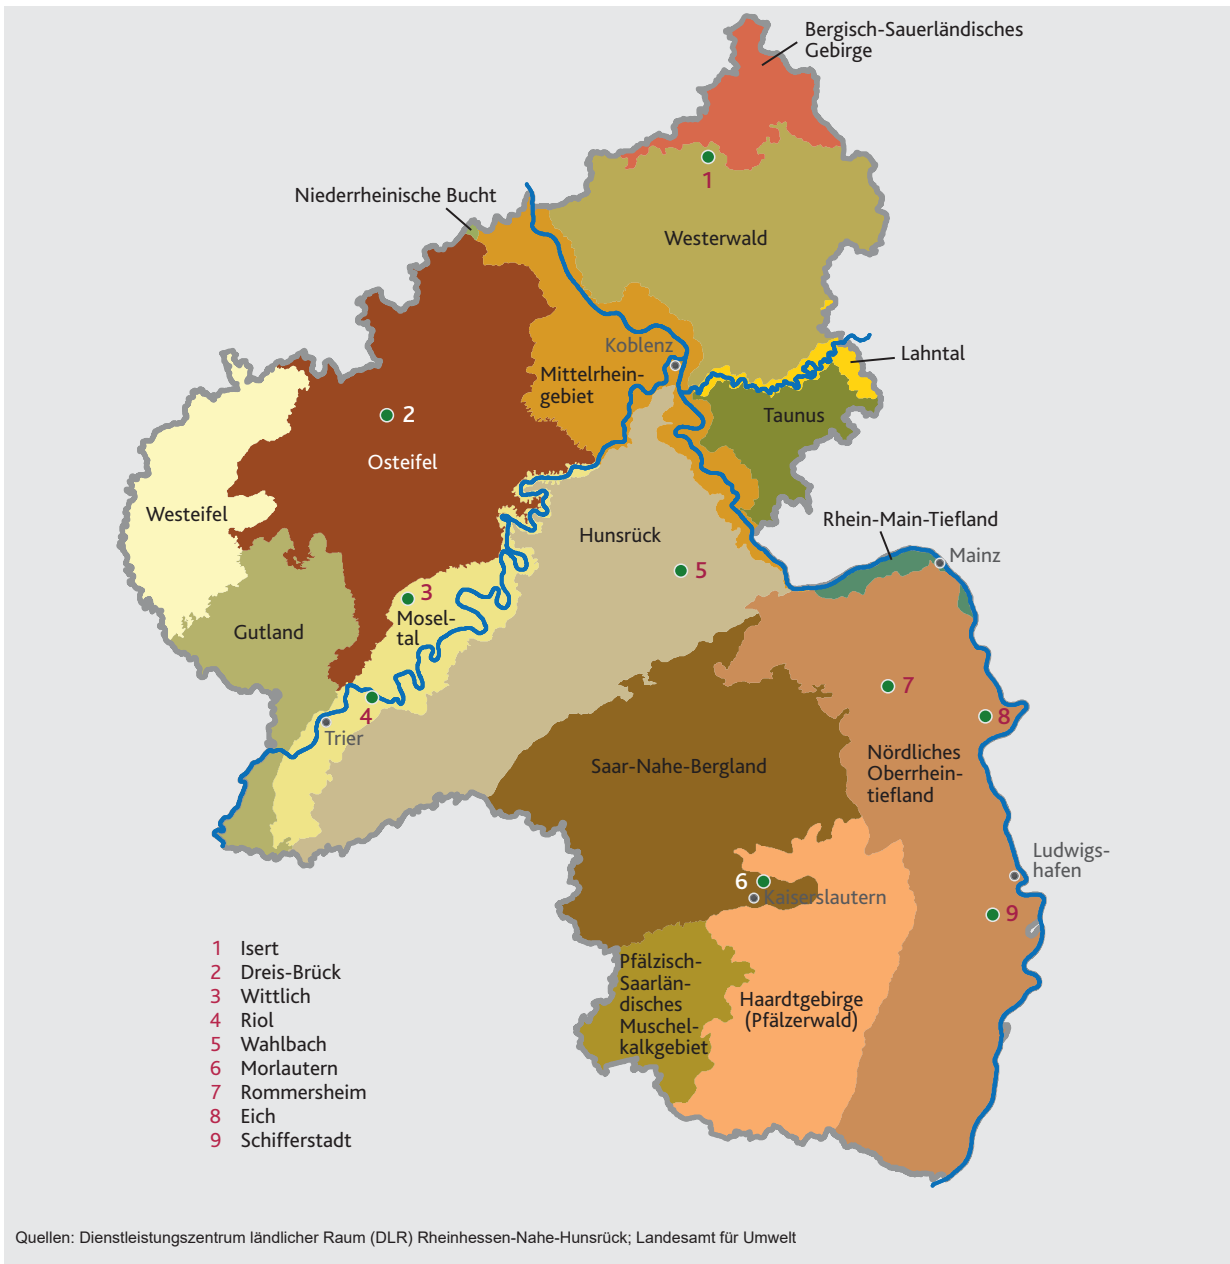 Bergisch-Sauerländisches
Gebirge
1
Niederrheinische Bucht
Westerwald
Koblenz
Lahntal
Mittelrhein-
gebiet
2
Taunus
Osteifel
Westeifel
Rhein-Main-Tiefland
Hunsrück
Mainz
5
3
Mosel-
tal
Gutland
7
4
8
Trier
Nördliches
Oberrhein-
tiefland
Saar-Nahe-Bergland
Ludwigs-
hafen
6
Kaiserslautern
9
Pfälzisch-
Saarlän-
disches
Muschel-
kalkgebiet
Haardtgebirge
(Pfälzerwald)
1 Isert
2 Dreis-Brück
3 Wittlich
4 Riol
5 Wahlbach
6 Morlautern
7 Rommersheim
8 Eich
9 Schifferstadt
Quellen: Dienstleistungszentrum ländlicher Raum (DLR) Rheinhessen-Nahe-Hunsrück; Landesamt für Umwelt